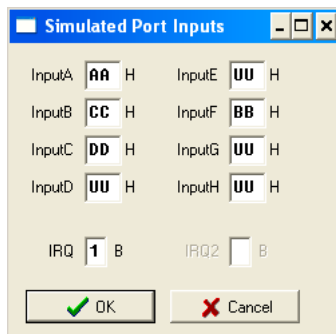 Simulated Port Inputs
InputA AA H InputE UU H
InputB CC H InputF BB H
InputC DD H InputG UU H
InputD UU H InputH UU H
IRQ 1 B IRQ2 B
OK Cancel